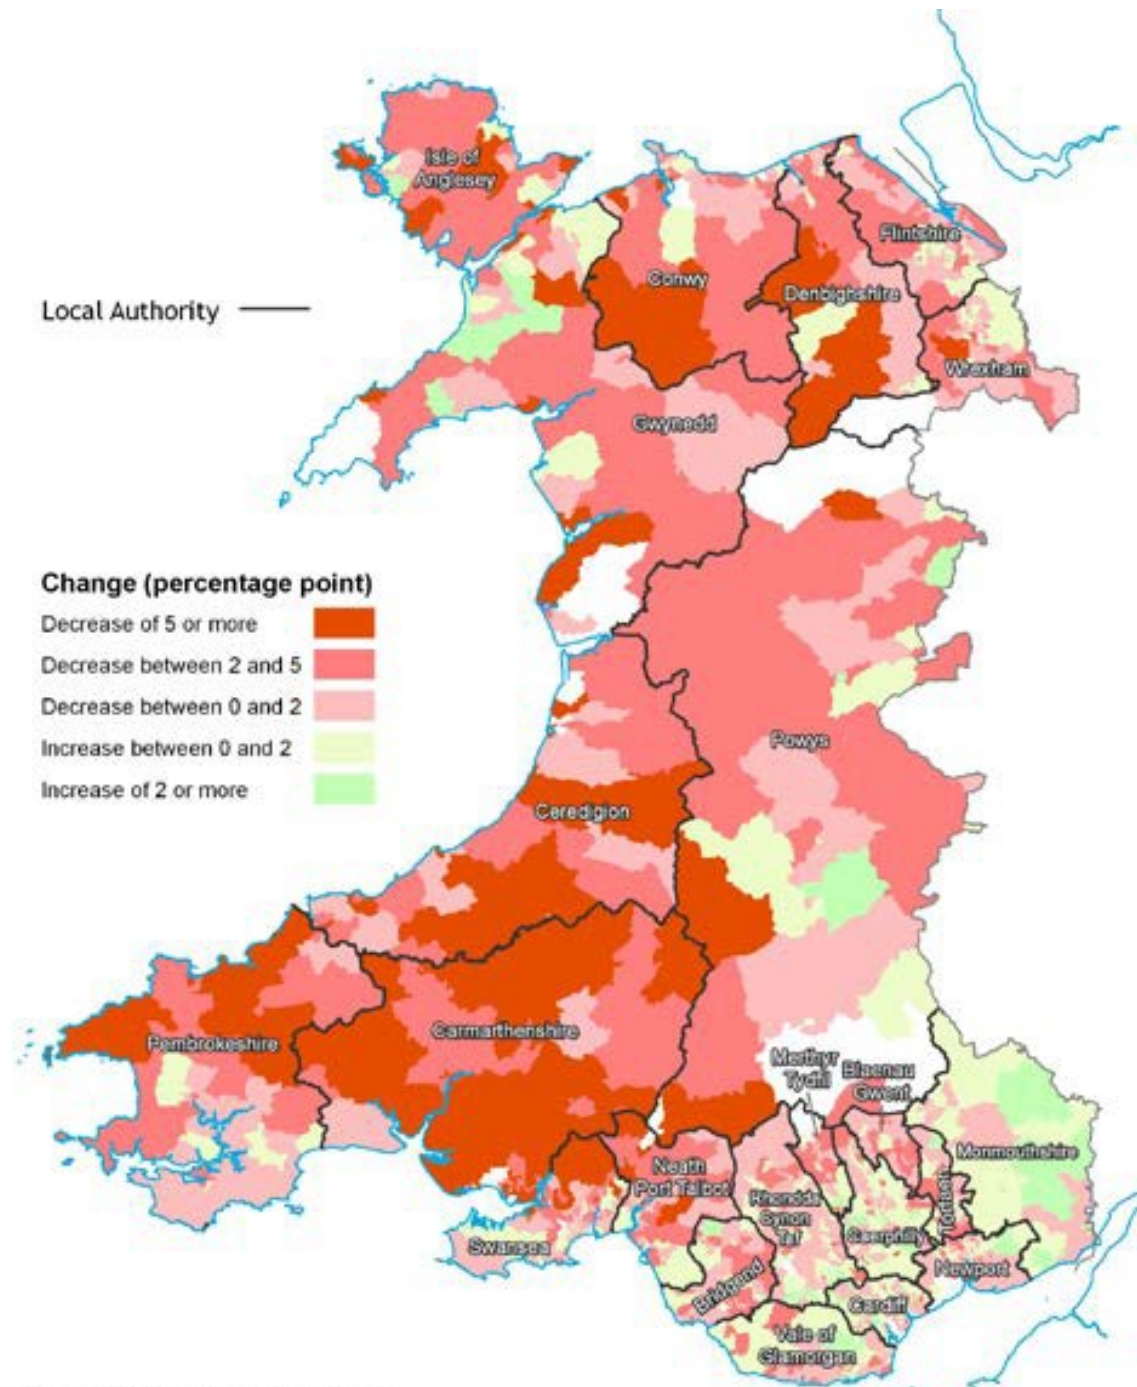 Isle of
Anglesey
Flintshire
Conwy
Denbighshire
Local Authority
Wrexham
Gwynedd
Change (percentage point)
Decrease of 5 or more
Decrease between 2 and 5
Decrease between 0 and 2
Increase between 0 and 2
Increase of 2 or more
Powys
Ceredigion
Carmarthenshire
Pembrokeshire
Merthyr
Tydfil
Blaenau
Gwent
Monmouthshire
Neath
Port Talbot
Rhondda
Cynon
Taf
Torfaen
Caerphilly
Swansea
Newport
Bridgend
Cardiff
Vale of
Glamorgan